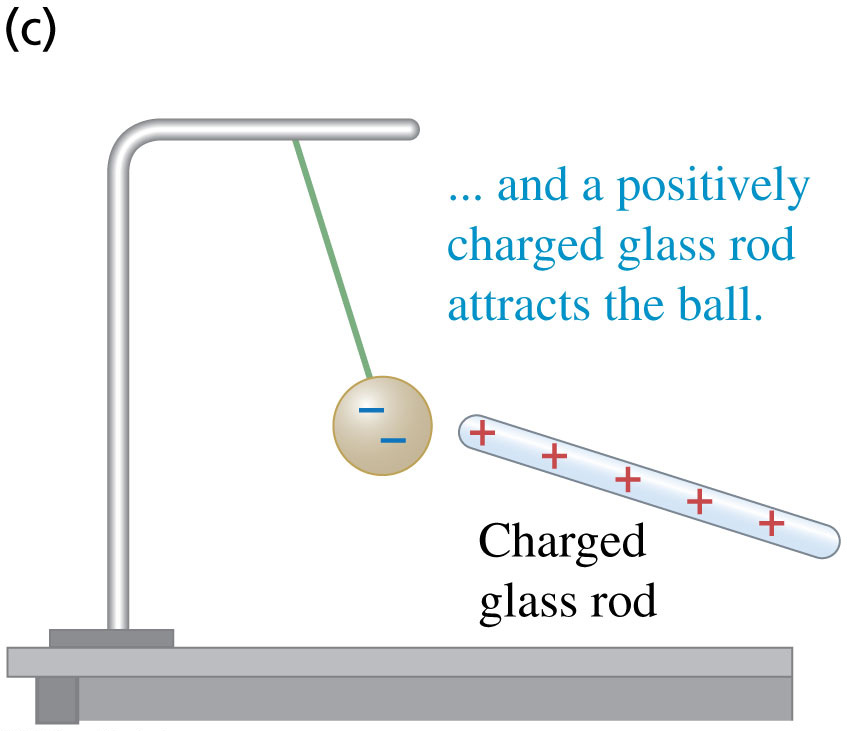 (c)
... and a positively
charged glass rod
attracts the ball.
Charged
glass rod